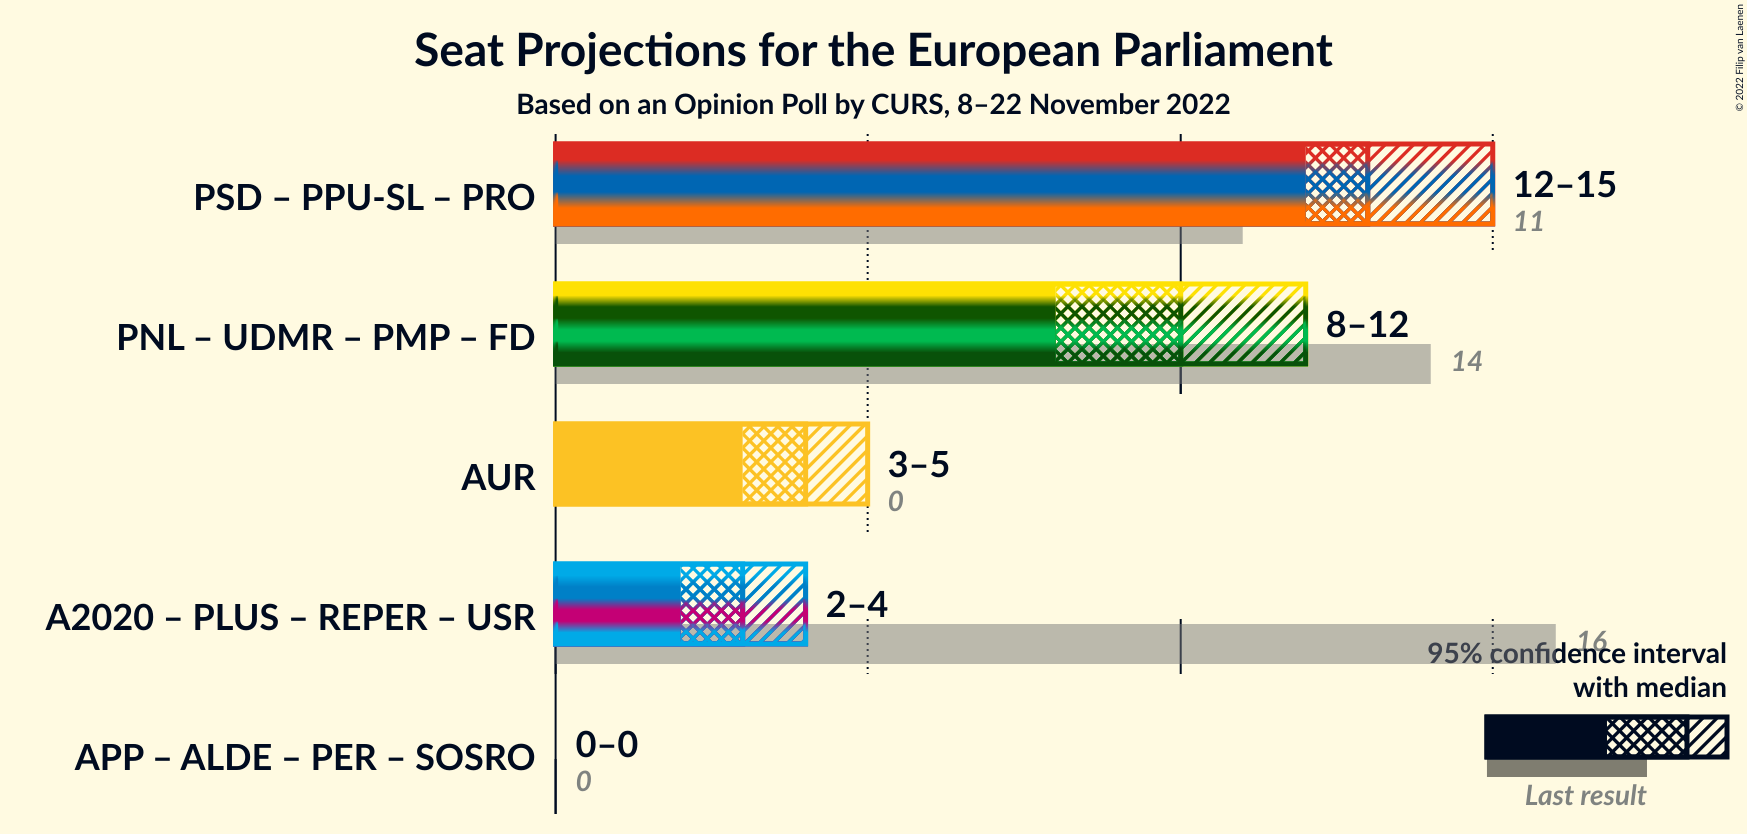 Seat Projections for the European Parliament
Based on an Opinion Poll by CURS, 8–22 November 2022
© 2022 Filip van Laenen
PSD – PPU-SL – PRO
12–15
11
PNL – UDMR – PMP – FD
8–12
14
AUR
3–5
0
A2020 – PLUS – REPER – USR
2–4
16
95% confidence interval
with median
Last result
APP – ALDE – PER – SOSRO
0–0
0